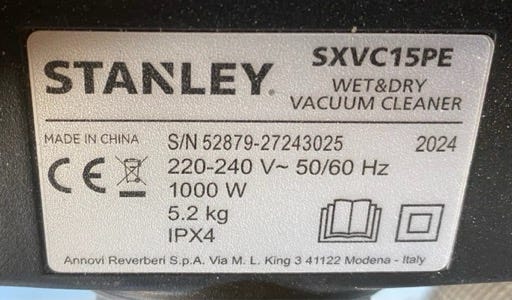 STANLEY.
SXVC15PE
WET&DRY
VACUUM CLEANER
MADE IN CHINA
S/N 52879-27243025
2024
220-240 V~ 50/60 Hz
1000 W
5.2 kg
IPX4
CE
Annovi Reverberi S.p.A. Via M. L. King 3 41122 Modena - Italy